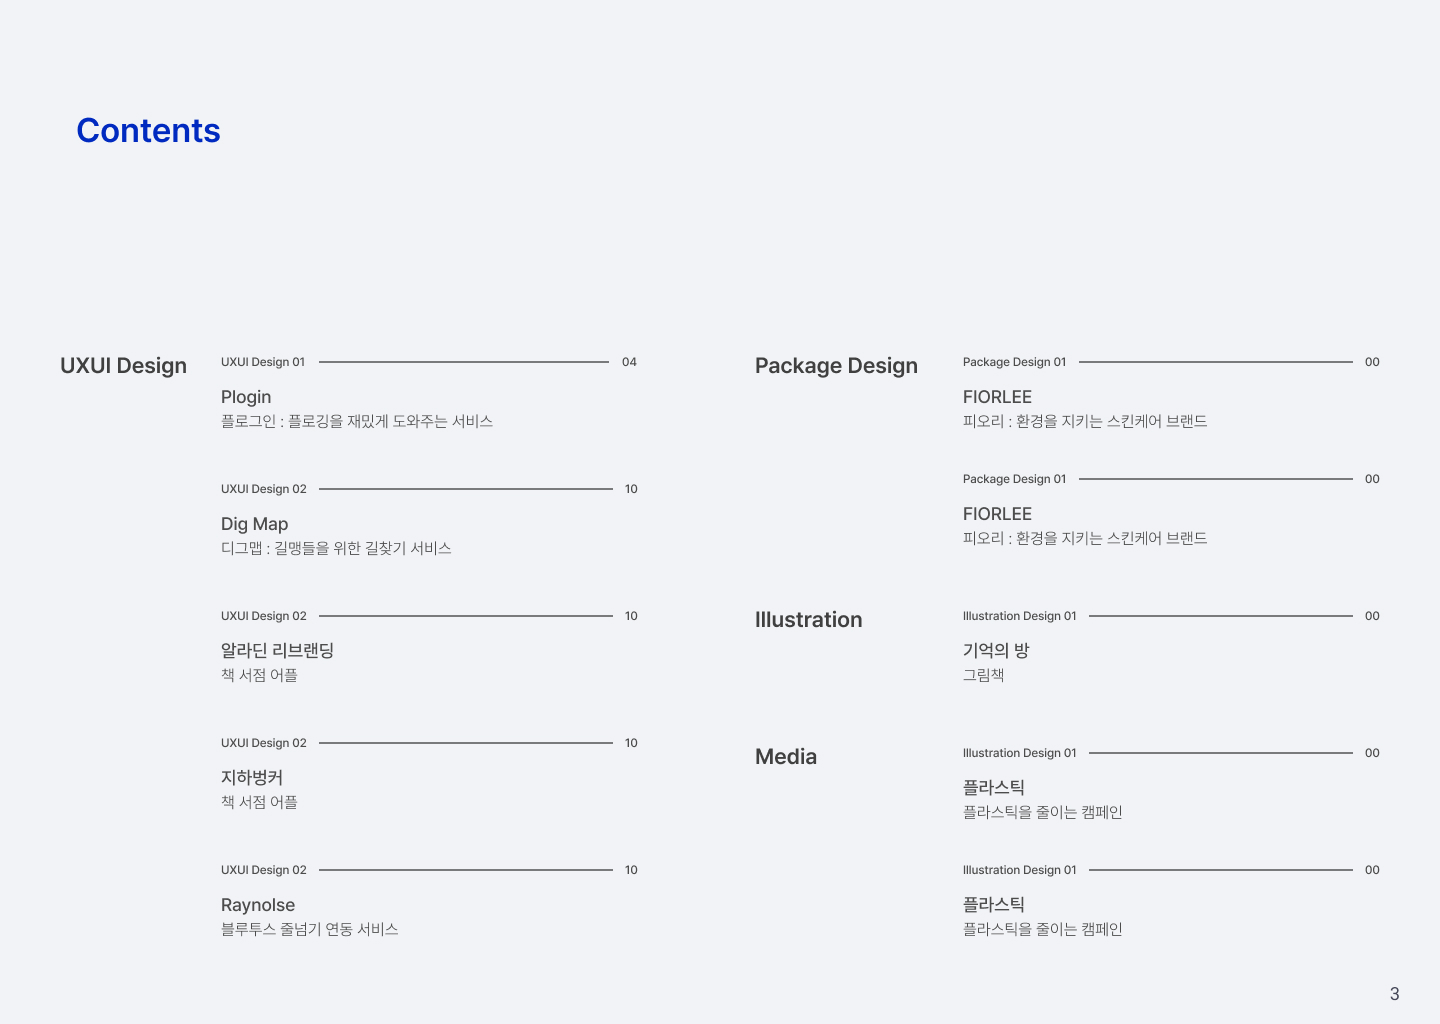 Contents
UXUI Design
UXUI Design 01 04
Plogin
플로그인 : 플로깅을 재밌게 도와주는 서비스
UXUI Design 02 10
Dig Map
디그맵 : 길맹들을 위한 길찾기 서비스
UXUI Design 02 10
알라딘 리브랜딩
책 서점 어플
UXUI Design 02 10
지하벙커
책 서점 어플
UXUI Design 02 10
Raynolse
블루투스 줄넘기 연동 서비스
Package Design
Package Design 01 00
FIORLEE
피오리 : 환경을 지키는 스킨케어 브랜드
Package Design 01 00
FIORLEE
피오리 : 환경을 지키는 스킨케어 브랜드
Illustration
Illustration Design 01 00
기억의 방
그림책
Media
Illustration Design 01 00
플라스틱
플라스틱을 줄이는 캠페인
Illustration Design 01 00
플라스틱
플라스틱을 줄이는 캠페인
3